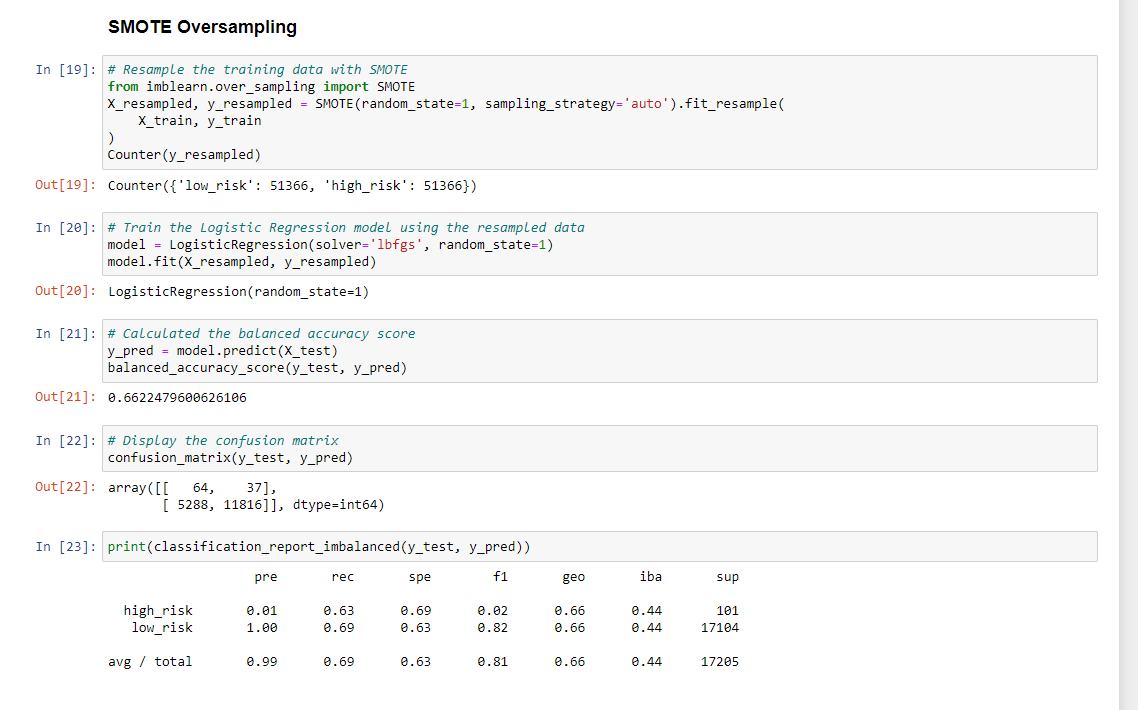 SMOTE Oversampling
In [19]: # Resample the training data with SMOTE
from imblearn.over_sampling import SMOTE
X_resampled, y_resampled = SMOTE(random_state=1, sampling_strategy='auto').fit_resample(
    X_train, y_train
)
Counter(y_resampled)
Out[19]: Counter({'low_risk': 51366, 'high_risk': 51366})
In [20]: # Train the Logistic Regression model using the resampled data
model = LogisticRegression(solver='lbfgs', random_state=1)
model.fit(X_resampled, y_resampled)
Out[20]: LogisticRegression(random_state=1)
In [21]: # Calculated the balanced accuracy score
y_pred = model.predict(X_test)
balanced_accuracy_score(y_test, y_pred)
Out[21]: 0.6622479600626106
In [22]: # Display the confusion matrix
confusion_matrix(y_test, y_pred)
Out[22]: array([[   64,    37],
       [ 5288, 11816]], dtype=int64)
In [23]: print(classification_report_imbalanced(y_test, y_pred))
                   pre       rec       spe        f1       geo       iba       sup
  high_risk       0.01      0.63      0.69      0.02      0.66      0.44       101
   low_risk       1.00      0.69      0.63      0.82      0.66      0.44     17104
avg / total       0.99      0.69      0.63      0.81      0.66      0.44     17205